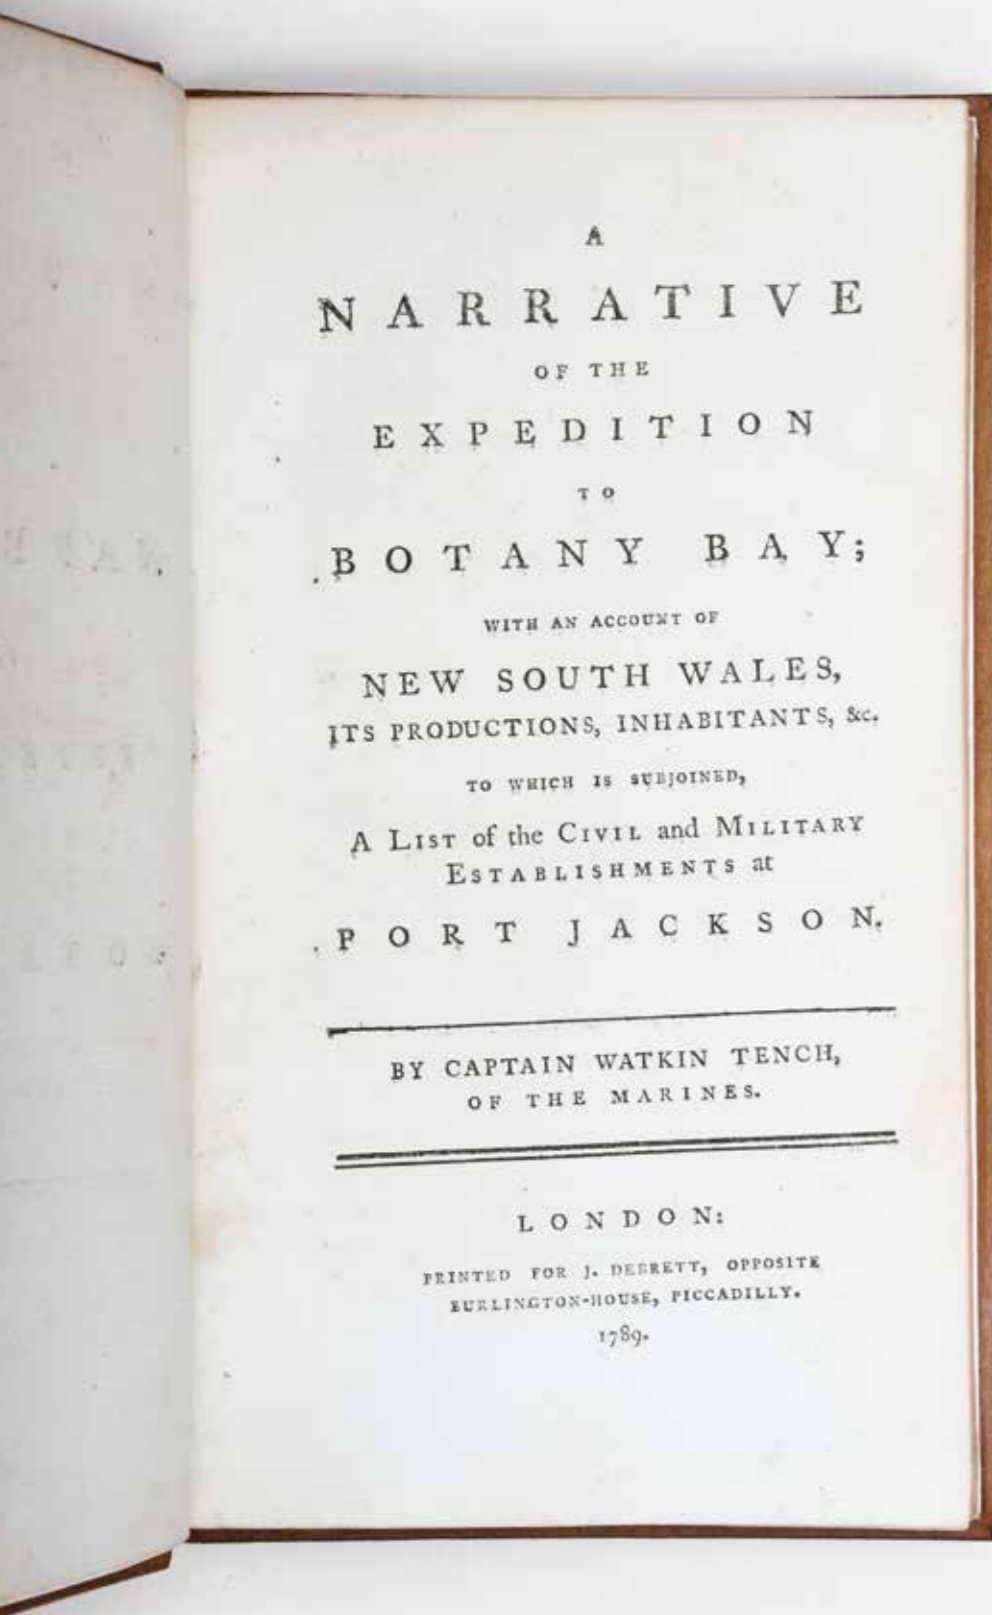 A
NARRATIVE
OF THE
EXPEDITION
TO
BOTANY BAY;
WITH AN ACCOUNT OF
NEW SOUTH WALES,
ITS PRODUCTIONS, INHABITANTS, &c.
TO WHICH IS SUBJOINED,
A LIST of the CIVIL and MILITARY
ESTABLISHMENTS at
PORT JACKSON.
BY CAPTAIN WATKIN TENCH,
OF THE MARINES.
LONDON:
PRINTED FOR J. DEBRETT, OPPOSITE
BURLINGTON-HOUSE, PICCADILLY.
1789.